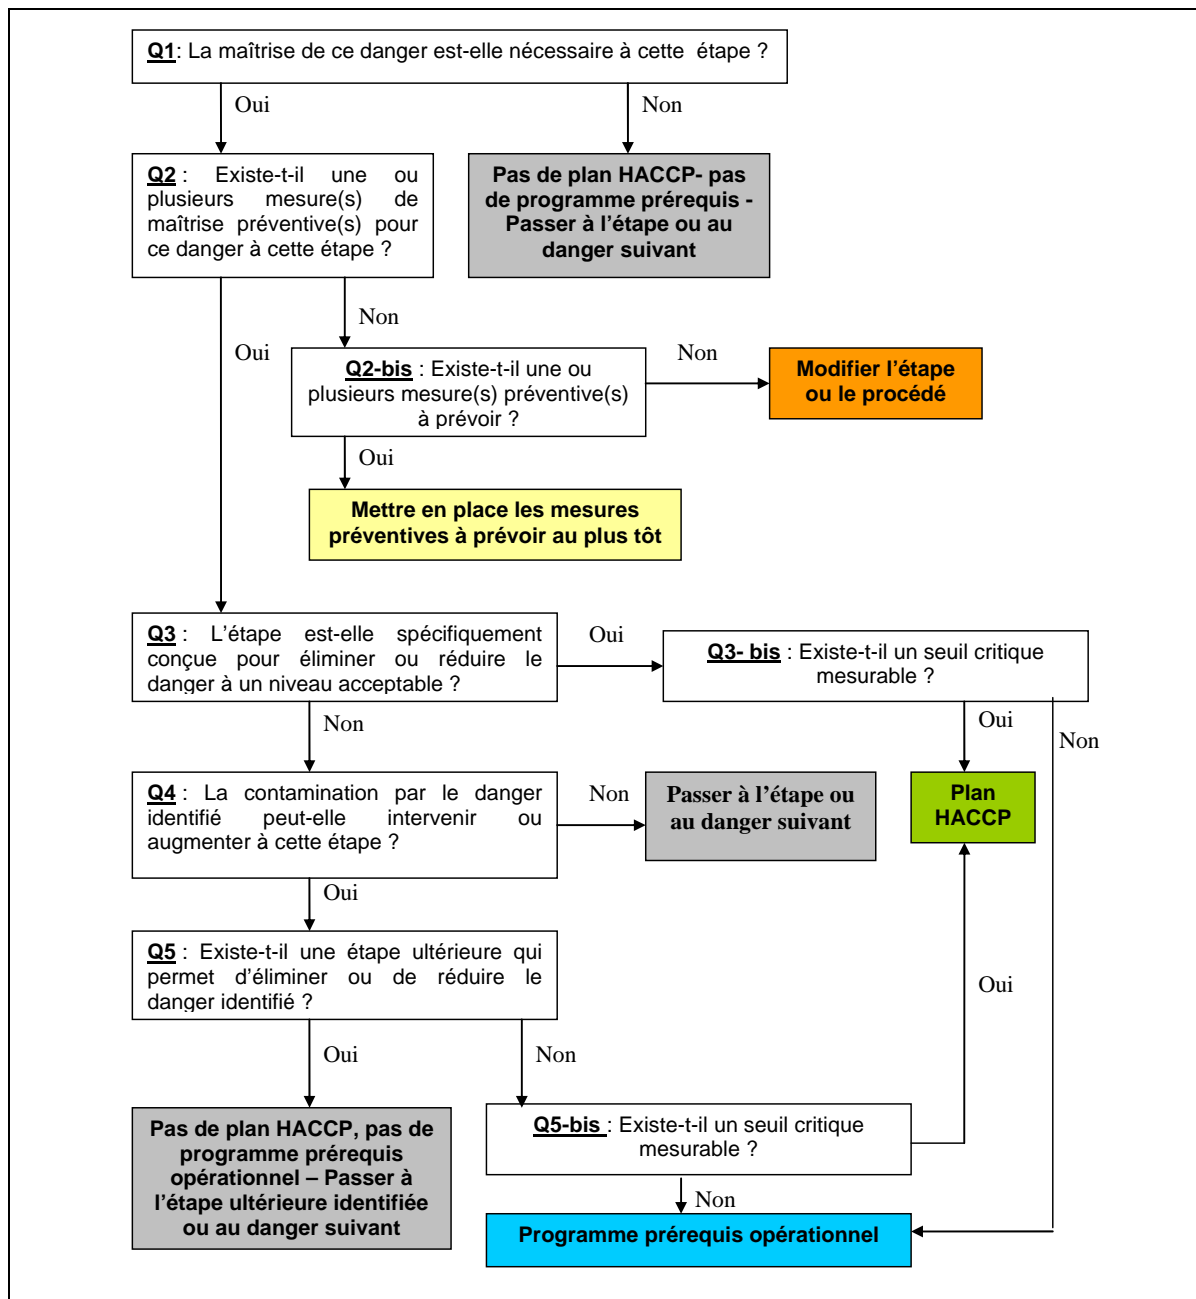 Q1: La maîtrise de ce danger est-elle nécessaire à cette étape ?
Oui
Non
Q2 : Existe-t-il une ou
plusieurs mesure(s) de
maîtrise préventive(s) pour
ce danger à cette étape ?
Pas de plan HACCP- pas
de programme prérequis -
Passer à l’étape ou au
danger suivant
Non
Oui
Q2-bis : Existe-t-il une ou
plusieurs mesure(s) préventive(s)
à prévoir ?
Non
Modifier l’étape
ou le procédé
Oui
Mettre en place les mesures
préventives à prévoir au plus tôt
Q3 : L’étape est-elle spécifiquement
conçue pour éliminer ou réduire le
danger à un niveau acceptable ?
Oui
Q3- bis : Existe-t-il un seuil critique
mesurable ?
Non
Oui
Non
Q4 : La contamination par le danger
identifié peut-elle intervenir ou
augmenter à cette étape ?
Non
Passer à l’étape ou
au danger suivant
Plan
HACCP
Oui
Q5 : Existe-t-il une étape ultérieure qui
permet d’éliminer ou de réduire le
danger identifié ?
Oui
Oui
Non
Pas de plan HACCP, pas de
programme prérequis
opérationnel – Passer à
l’étape ultérieure identifiée
ou au danger suivant
Q5-bis : Existe-t-il un seuil critique
mesurable ?
Non
Programme prérequis opérationnel